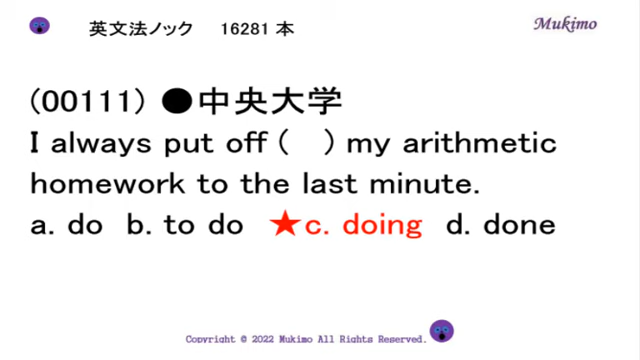 英文法ノック 16281 本 Mukimo
(00111) ●中央大学
I always put off ( ) my arithmetic
homework to the last minute.
a. do b. to do ★c. doing d. done
Copyright © 2022 Mukimo All Rights Reserved.